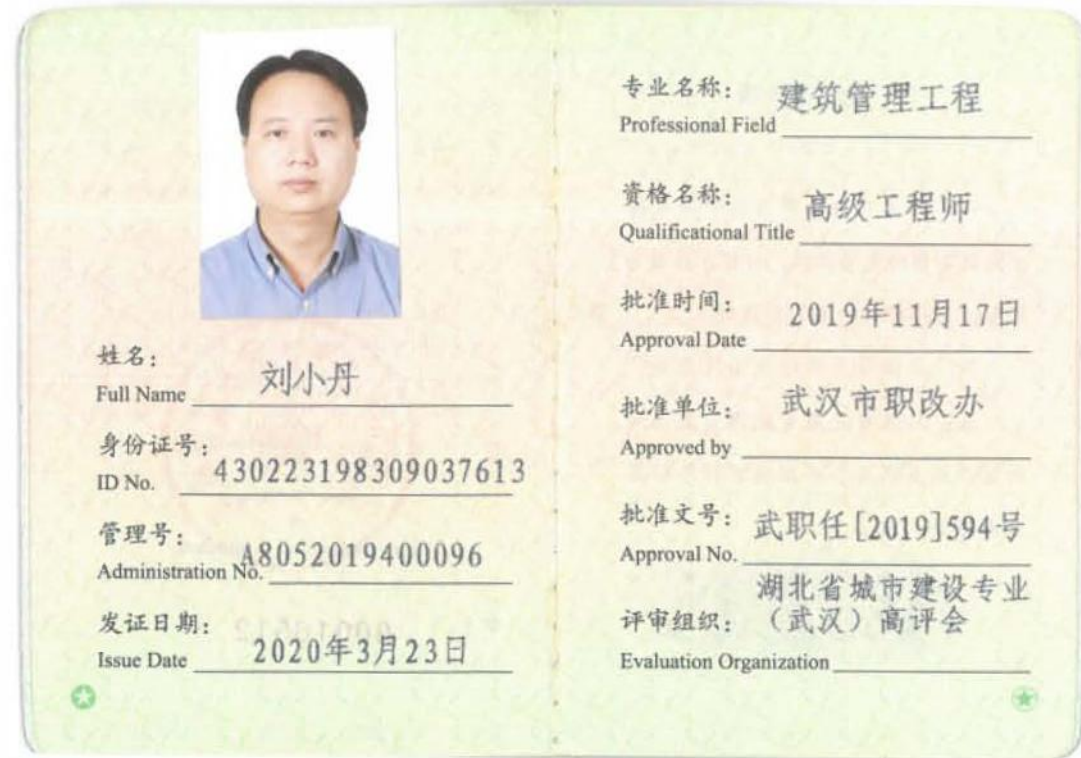 姓名：
Full Name 刘小丹
身份证号：
ID No. 430223198309037613
管理号：
Administration No. A8052019400096
发证日期：
Issue Date 2020年3月23日
专业名称： 建筑管理工程
Professional Field
资格名称： 高级工程师
Qualificational Title
批准时间： 2019年11月17日
Approval Date
批准单位： 武汉市职改办
Approved by
批准文号： 武职任[2019]594号
Approval No.
湖北省城市建设专业
评审组织： （武汉）高评会
Evaluation Organization